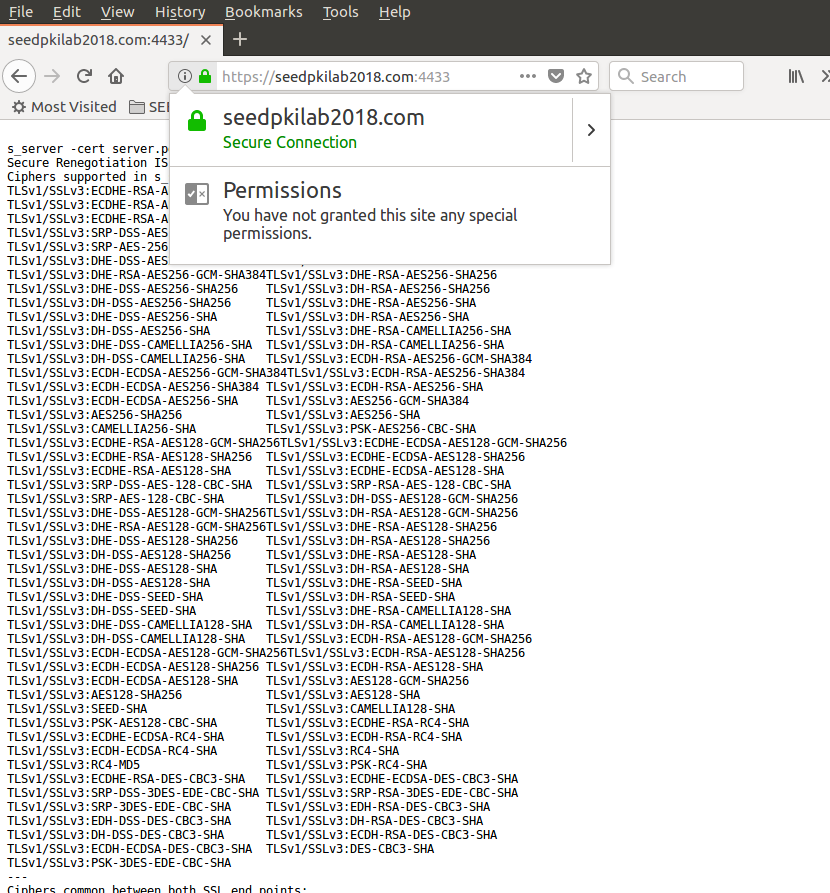 File Edit View History Bookmarks Tools Help
seedpkilab2018.com:4433/
https://seedpkilab2018.com:4433 Search
Most Visited SEI
seedpkilab2018.com
Secure Connection
Permissions
You have not granted this site any special
permissions.
s_server -cert server.p
Secure Renegotiation IS
Ciphers supported in s_
TLSv1/SSLv3:ECDHE-RSA-A
TLSv1/SSLv3:ECDHE-RSA-A
TLSv1/SSLv3:ECDHE-RSA-A
TLSv1/SSLv3:SRP-DSS-AES
TLSv1/SSLv3:SRP-AES-256
TLSv1/SSLv3:DHE-DSS-AES
TLSv1/SSLv3:DHE-RSA-AES256-GCM-SHA384TLSv1/SSLv3:DHE-RSA-AES256-SHA256
TLSv1/SSLv3:DHE-DSS-AES256-SHA256 TLSv1/SSLv3:DH-RSA-AES256-SHA256
TLSv1/SSLv3:DH-DSS-AES256-SHA256 TLSv1/SSLv3:DHE-RSA-AES256-SHA
TLSv1/SSLv3:DHE-DSS-AES256-SHA TLSv1/SSLv3:DH-RSA-AES256-SHA
TLSv1/SSLv3:DH-DSS-AES256-SHA TLSv1/SSLv3:DHE-RSA-CAMELLIA256-SHA
TLSv1/SSLv3:DHE-DSS-CAMELLIA256-SHA TLSv1/SSLv3:DH-RSA-CAMELLIA256-SHA
TLSv1/SSLv3:DH-DSS-CAMELLIA256-SHA TLSv1/SSLv3:ECDH-RSA-AES256-GCM-SHA384
TLSv1/SSLv3:ECDH-ECDSA-AES256-GCM-SHA384TLSv1/SSLv3:ECDH-RSA-AES256-SHA384
TLSv1/SSLv3:ECDH-ECDSA-AES256-SHA384 TLSv1/SSLv3:ECDH-RSA-AES256-SHA
TLSv1/SSLv3:ECDH-ECDSA-AES256-SHA TLSv1/SSLv3:AES256-GCM-SHA384
TLSv1/SSLv3:AES256-SHA256 TLSv1/SSLv3:AES256-SHA
TLSv1/SSLv3:CAMELLIA256-SHA TLSv1/SSLv3:PSK-AES256-CBC-SHA
TLSv1/SSLv3:ECDHE-RSA-AES128-GCM-SHA256TLSv1/SSLv3:ECDHE-ECDSA-AES128-GCM-SHA256
TLSv1/SSLv3:ECDHE-RSA-AES128-SHA256 TLSv1/SSLv3:ECDHE-ECDSA-AES128-SHA256
TLSv1/SSLv3:ECDHE-RSA-AES128-SHA TLSv1/SSLv3:ECDHE-ECDSA-AES128-SHA
TLSv1/SSLv3:SRP-DSS-AES-128-CBC-SHA TLSv1/SSLv3:SRP-RSA-AES-128-CBC-SHA
TLSv1/SSLv3:SRP-AES-128-CBC-SHA TLSv1/SSLv3:DH-DSS-AES128-GCM-SHA256
TLSv1/SSLv3:DHE-DSS-AES128-GCM-SHA256TLSv1/SSLv3:DH-RSA-AES128-GCM-SHA256
TLSv1/SSLv3:DHE-RSA-AES128-GCM-SHA256TLSv1/SSLv3:DHE-RSA-AES128-SHA256
TLSv1/SSLv3:DHE-DSS-AES128-SHA256 TLSv1/SSLv3:DH-RSA-AES128-SHA256
TLSv1/SSLv3:DH-DSS-AES128-SHA256 TLSv1/SSLv3:DHE-RSA-AES128-SHA
TLSv1/SSLv3:DHE-DSS-AES128-SHA TLSv1/SSLv3:DH-RSA-AES128-SHA
TLSv1/SSLv3:DH-DSS-AES128-SHA TLSv1/SSLv3:DHE-RSA-SEED-SHA
TLSv1/SSLv3:DHE-DSS-SEED-SHA TLSv1/SSLv3:DH-RSA-SEED-SHA
TLSv1/SSLv3:DH-DSS-SEED-SHA TLSv1/SSLv3:DHE-RSA-CAMELLIA128-SHA
TLSv1/SSLv3:DHE-DSS-CAMELLIA128-SHA TLSv1/SSLv3:DH-RSA-CAMELLIA128-SHA
TLSv1/SSLv3:DH-DSS-CAMELLIA128-SHA TLSv1/SSLv3:ECDH-RSA-AES128-GCM-SHA256
TLSv1/SSLv3:ECDH-ECDSA-AES128-GCM-SHA256TLSv1/SSLv3:ECDH-RSA-AES128-SHA256
TLSv1/SSLv3:ECDH-ECDSA-AES128-SHA256 TLSv1/SSLv3:ECDH-RSA-AES128-SHA
TLSv1/SSLv3:ECDH-ECDSA-AES128-SHA TLSv1/SSLv3:AES128-GCM-SHA256
TLSv1/SSLv3:AES128-SHA256 TLSv1/SSLv3:AES128-SHA
TLSv1/SSLv3:SEED-SHA TLSv1/SSLv3:CAMELLIA128-SHA
TLSv1/SSLv3:PSK-AES128-CBC-SHA TLSv1/SSLv3:ECDHE-RSA-RC4-SHA
TLSv1/SSLv3:ECDHE-ECDSA-RC4-SHA TLSv1/SSLv3:ECDH-RSA-RC4-SHA
TLSv1/SSLv3:ECDH-ECDSA-RC4-SHA TLSv1/SSLv3:RC4-SHA
TLSv1/SSLv3:RC4-MD5 TLSv1/SSLv3:PSK-RC4-SHA
TLSv1/SSLv3:ECDHE-RSA-DES-CBC3-SHA TLSv1/SSLv3:ECDHE-ECDSA-DES-CBC3-SHA
TLSv1/SSLv3:SRP-DSS-3DES-EDE-CBC-SHA TLSv1/SSLv3:SRP-RSA-3DES-EDE-CBC-SHA
TLSv1/SSLv3:SRP-3DES-EDE-CBC-SHA TLSv1/SSLv3:EDH-RSA-DES-CBC3-SHA
TLSv1/SSLv3:EDH-DSS-DES-CBC3-SHA TLSv1/SSLv3:DH-RSA-DES-CBC3-SHA
TLSv1/SSLv3:DH-DSS-DES-CBC3-SHA TLSv1/SSLv3:ECDH-RSA-DES-CBC3-SHA
TLSv1/SSLv3:ECDH-ECDSA-DES-CBC3-SHA TLSv1/SSLv3:DES-CBC3-SHA
TLSv1/SSLv3:PSK-3DES-EDE-CBC-SHA
---
Ciphers common between both SSL end points: